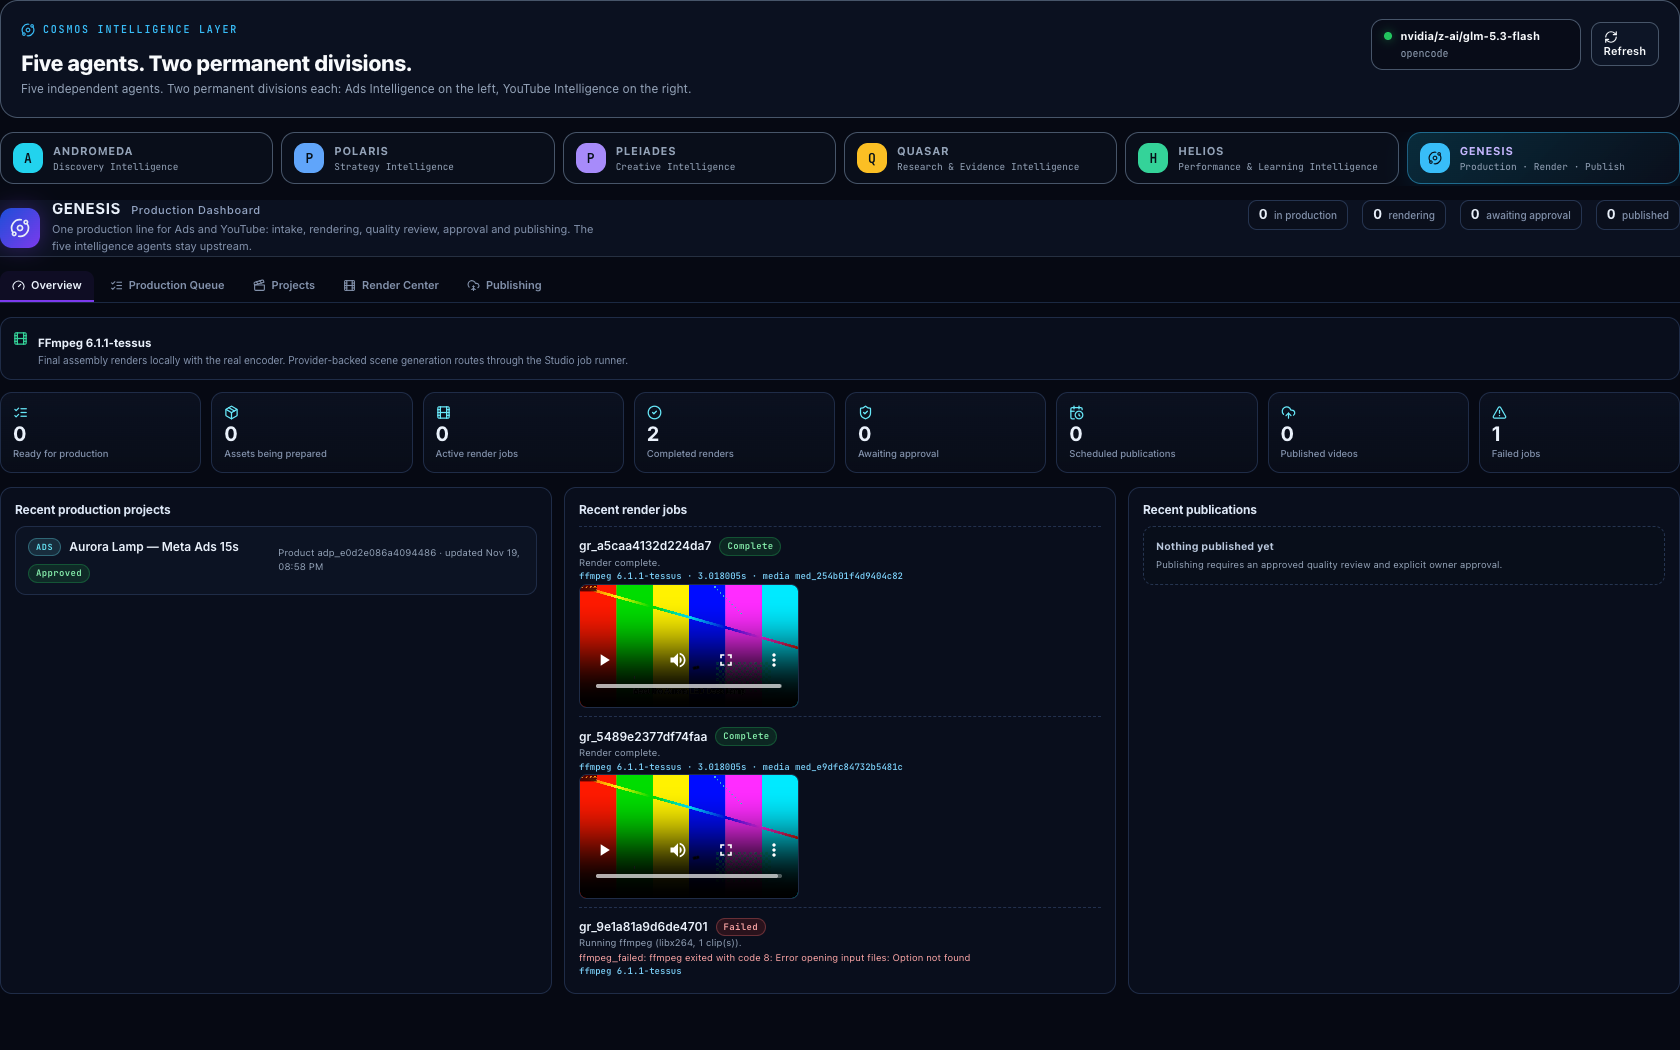 COSMOS INTELLIGENCE LAYER
Five agents. Two permanent divisions.
Five independent agents. Two permanent divisions each: Ads Intelligence on the left, YouTube Intelligence on the right.
nvidia/z-ai/glm-5.3-flash
opencode
Refresh
A
ANDROMEDA
Discovery Intelligence
P
POLARIS
Strategy Intelligence
P
PLEIADES
Creative Intelligence
Q
QUASAR
Research & Evidence Intelligence
H
HELIOS
Performance & Learning Intelligence
GENESIS
Production · Render · Publish
GENESIS Production Dashboard
One production line for Ads and YouTube: intake, rendering, quality review, approval and publishing. The
five intelligence agents stay upstream.
0 in production
0 rendering
0 awaiting approval
0 published
Overview
Production Queue
Projects
Render Center
Publishing
FFmpeg 6.1.1-tessus
Final assembly renders locally with the real encoder. Provider-backed scene generation routes through the Studio job runner.
0
Ready for production
0
Assets being prepared
0
Active render jobs
2
Completed renders
0
Awaiting approval
0
Scheduled publications
0
Published videos
1
Failed jobs
Recent production projects
ADS Aurora Lamp — Meta Ads 15s
Approved
Product adp_e0d2e086a4094486 · updated Nov 19,
08:58 PM
Recent render jobs
gr_a5caa4132d224da7 Complete
Render complete.
ffmpeg 6.1.1-tessus · 3.018005s · media med_254b01f4d9404c82
gr_5489e2377df74faa Complete
Render complete.
ffmpeg 6.1.1-tessus · 3.018005s · media med_e9dfc84732b5481c
gr_9e1a81a9d6de4701 Failed
Running ffmpeg (libx264, 1 clip(s)).
ffmpeg_failed: ffmpeg exited with code 8: Error opening input files: Option not found
ffmpeg 6.1.1-tessus
Recent publications
Nothing published yet
Publishing requires an approved quality review and explicit owner approval.